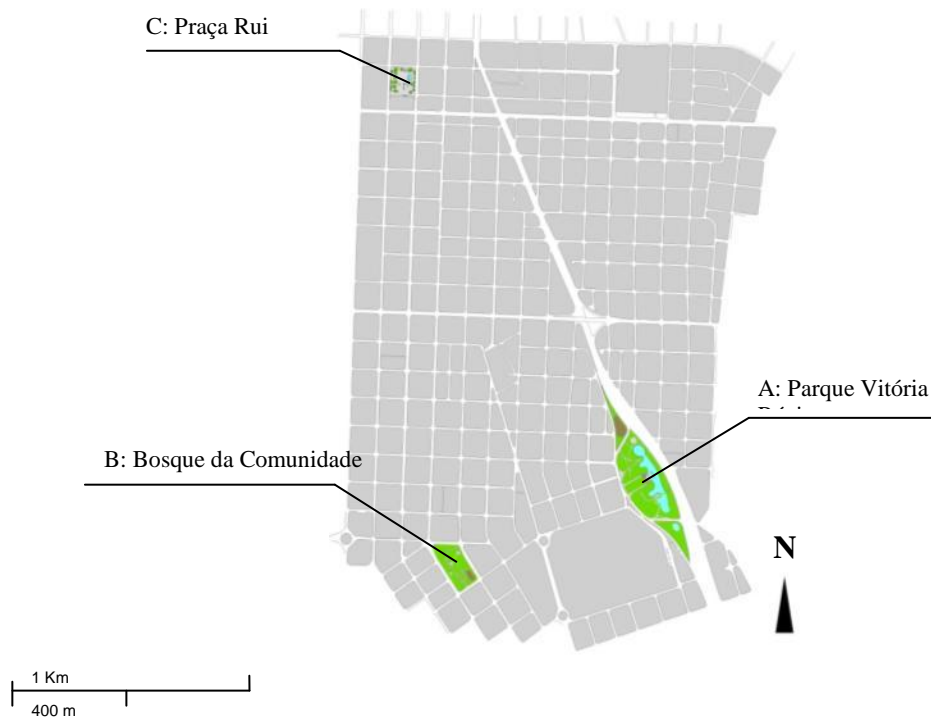 C: Praça Rui
A: Parque Vitória
B: Bosque da Comunidade
N
1 Km
400 m